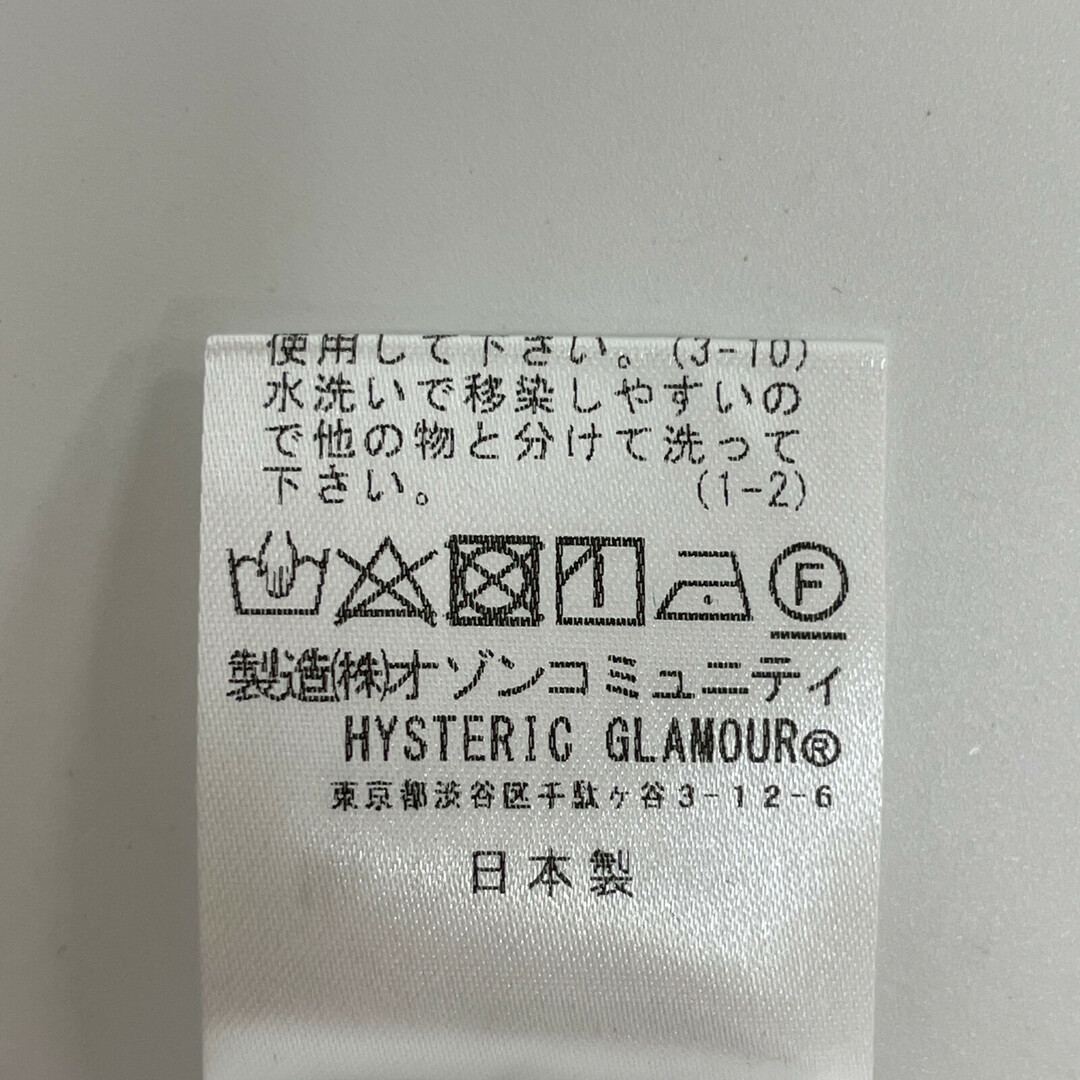 使用して下さい。(3-10)
水洗いで移染しやすいの
で他の物と分けて洗って
下さい。 (1-2)
F
製造(株)オゾンコミュニティ
HYSTERIC GLAMOUR®
東京都渋谷区千駄ヶ谷3-12-6
日本製